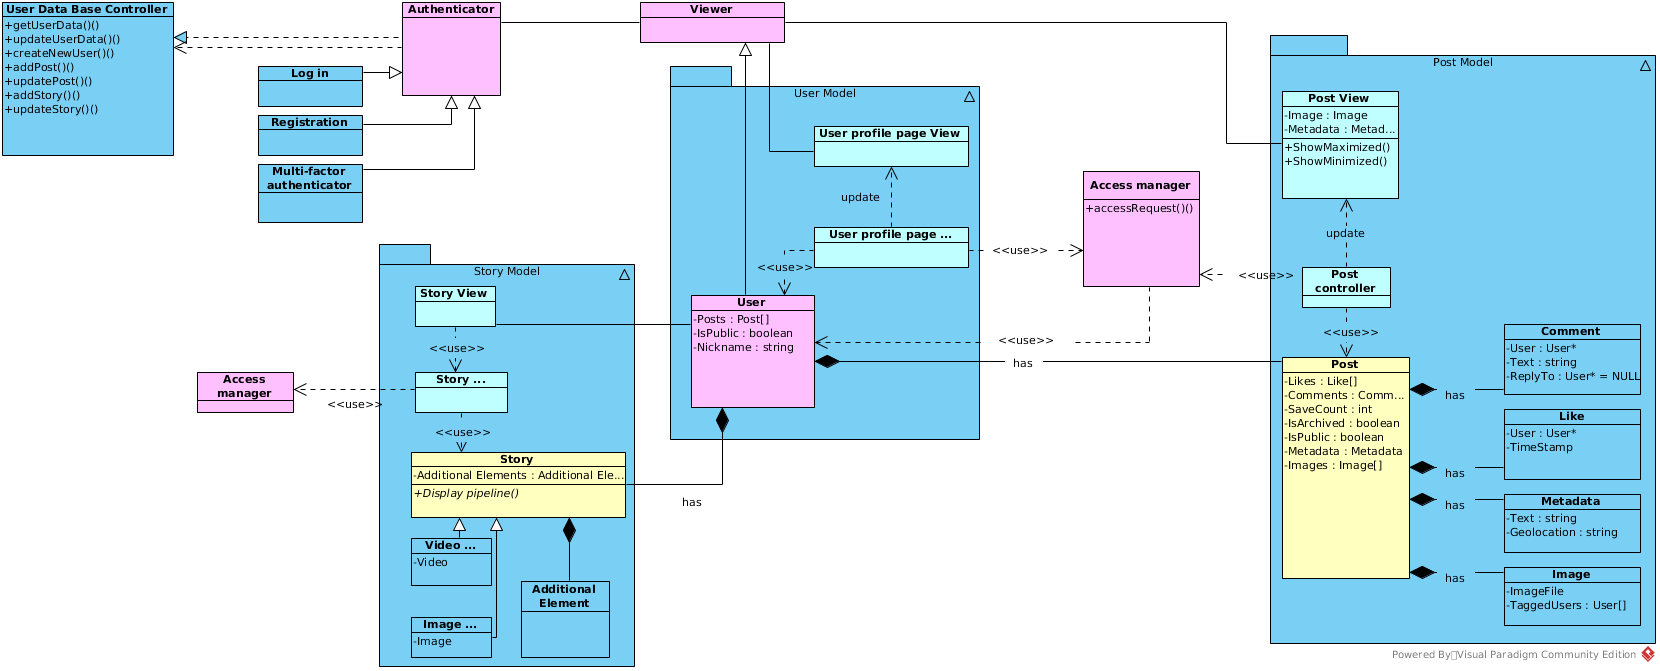 User Data Base Controller
+getUserData()()
+updateUserData()()
+createNewUser()()
+addPost()()
+updatePost()()
+addStory()()
+updateStory()()
Authenticator
Log in
Registration
Multi-factor
authenticator
Viewer
User Model
User profile page View
update
User profile page ...
<<use>>
<<use>>
User
-Posts : Post[]
-IsPublic : boolean
-Nickname : string
Access manager
+accessRequest()()
<<use>>
<<use>>
has
has
Story Model
Story View
<<use>>
Story ...
<<use>>
Access
manager
<<use>>
Story
-Additional Elements : Additional Ele...
+Display pipeline()
Video ...
-Video
Image ...
-Image
Additional
Element
Post Model
Post View
-Image : Image
-Metadata : Metad...
+ShowMaximized()
+ShowMinimized()
update
Post
controller
<<use>>
Post
-Likes : Like[]
-Comments : Comm...
-SaveCount : int
-IsArchived : boolean
-IsPublic : boolean
-Metadata : Metadata
-Images : Image[]
has
has
has
has
Comment
-User : User*
-Text : string
-ReplyTo : User* = NULL
Like
-User : User*
-TimeStamp
Metadata
-Text : string
-Geolocation : string
Image
-ImageFile
-TaggedUsers : User[]
Powered By Visual Paradigm Community Edition